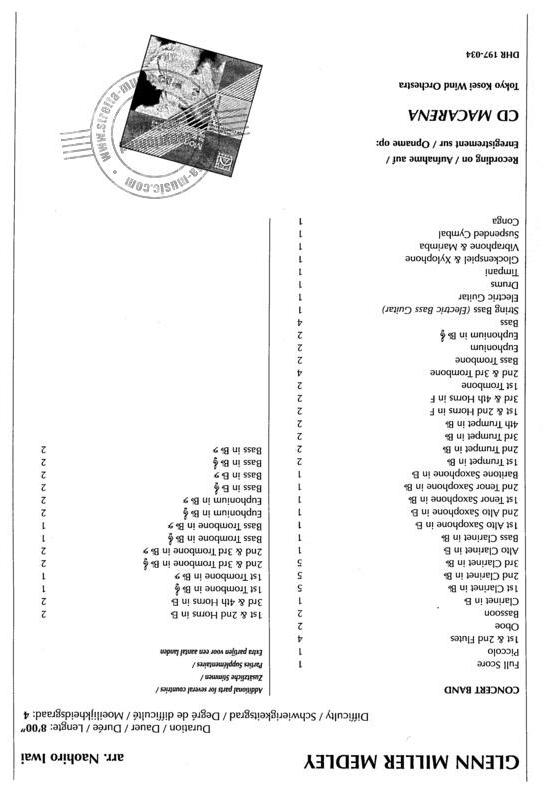 GLENN MILLER MEDLEY
arr. Naohiro Iwai
Duration / Dauer / Durée / Lengte: 8'00"
Difficulty / Schwierigkeitsgrad / Degré de difficulté / Moeilijkheidsgraad: 4
CONCERT BAND
Full Score 1
Piccolo 1
1st & 2nd Flutes 4
Oboe 2
Bassoon 2
Clarinet in E♭ 1
1st Clarinet in B♭ 5
2nd Clarinet in B♭ 5
3rd Clarinet in B♭ 5
Alto Clarinet in E♭ 1
Bass Clarinet in B♭ 1
1st Alto Saxophone in E♭ 1
2nd Alto Saxophone in E♭ 1
1st Tenor Saxophone in B♭ 1
2nd Tenor Saxophone in B♭ 1
Baritone Saxophone in E♭ 1
1st Trumpet in B♭ 2
2nd Trumpet in B♭ 2
3rd Trumpet in B♭ 2
4th Trumpet in B♭ 2
1st & 2nd Horns in F 2
3rd & 4th Horns in F 2
1st Trombone 2
2nd & 3rd Trombone 4
Bass Trombone 2
Euphonium 2
Euphonium in B♭ 𝄞 2
Bass 4
String Bass (Electric Bass Guitar) 1
Electric Guitar 1
Drums 1
Timpani 1
Glockenspiel & Xylophone 1
Vibraphone & Marimba 1
Suspended Cymbal 1
Conga 1
Additional parts for several countries /
Zusätzliche Stimmen /
Parties Supplémentaires /
Extra partijen voor een aantal landen
1st & 2nd Horns in E♭ 2
3rd & 4th Horns in E♭ 2
1st Trombone in B♭ 𝄞 1
1st Trombone in B♭ 𝄢 1
2nd & 3rd Trombone in B♭ 𝄞 2
2nd & 3rd Trombone in B♭ 𝄢 2
Bass Trombone in B♭ 𝄞 1
Bass Trombone in B♭ 𝄢 1
Euphonium in B♭ 𝄞 2
Euphonium in B♭ 𝄢 2
Bass in E♭ 𝄞 2
Bass in E♭ 𝄢 2
Bass in B♭ 𝄞 2
Bass in B♭ 𝄢 2
Recording on / Aufnahme auf /
Enregistrement sur / Opname op:
CD MACARENA
Tokyo Kosei Wind Orchestra
DHR 197-034
www.stretta-music.com